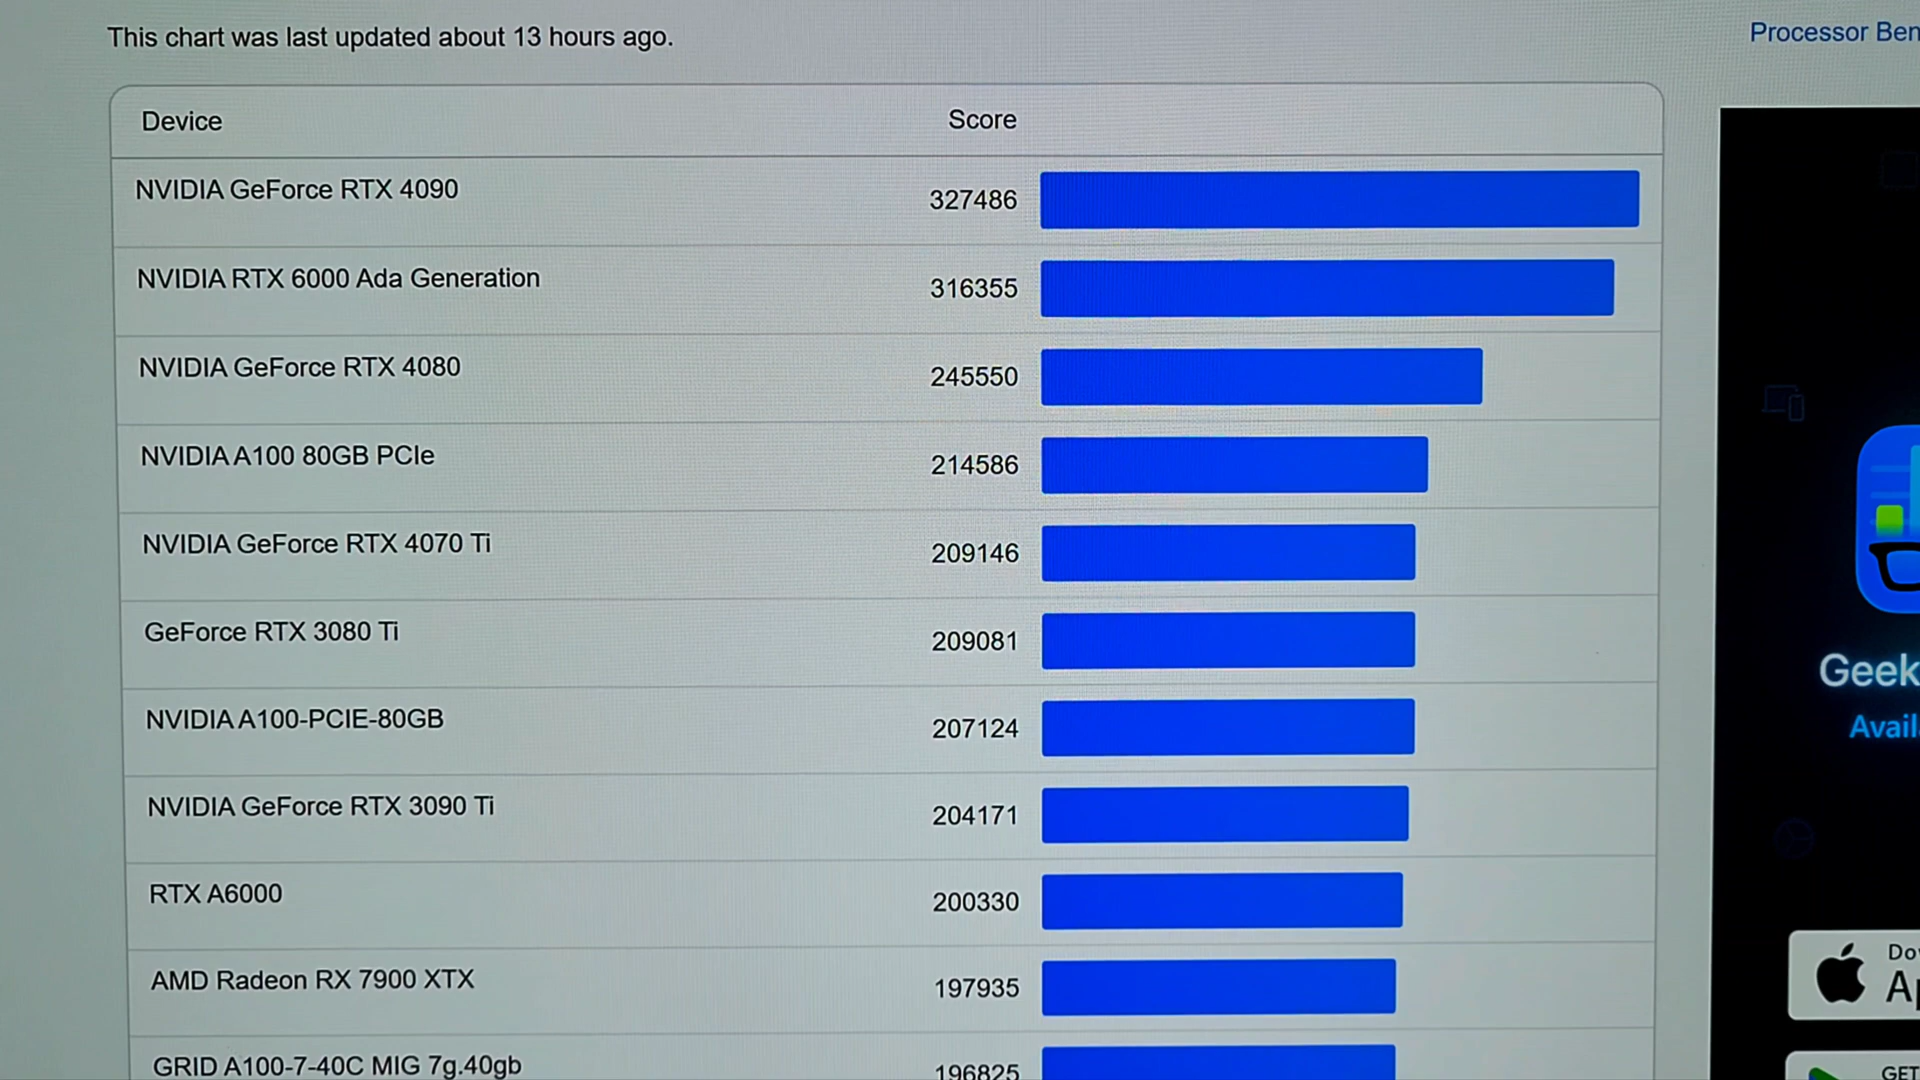 This chart was last updated about 13 hours ago.
Processor
Device Score
NVIDIA GeForce RTX 4090 327486
NVIDIA RTX 6000 Ada Generation 316355
NVIDIA GeForce RTX 4080 245550
NVIDIA A100 80GB PCIe 214586
NVIDIA GeForce RTX 4070 Ti 209146
GeForce RTX 3080 Ti 209081
NVIDIA A100-PCIE-80GB 207124
NVIDIA GeForce RTX 3090 Ti 204171
RTX A6000 200330
AMD Radeon RX 7900 XTX 197935
GRID A100-7-40C MIG 7g.40gb 196825
Geek
GET